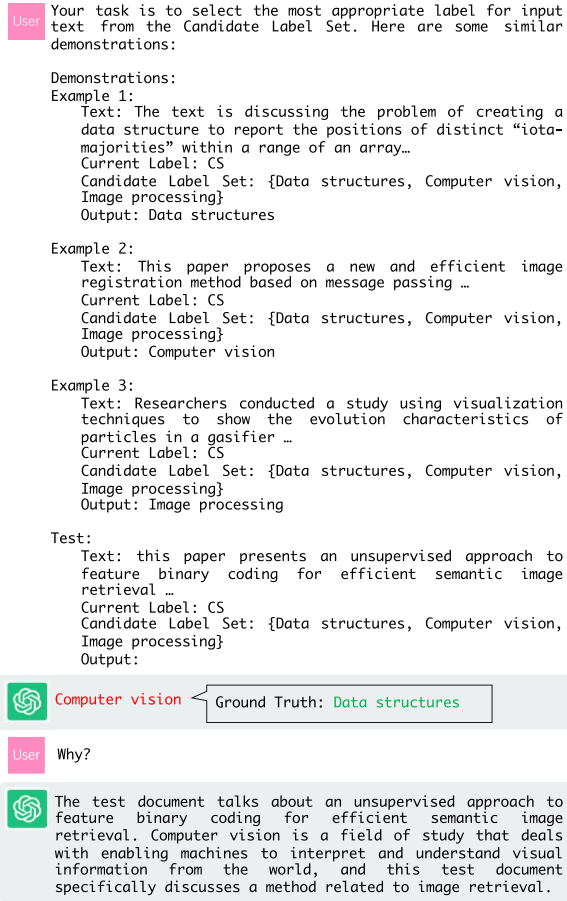 User
Your task is to select the most appropriate label for input
text from the Candidate Label Set. Here are some similar
demonstrations:
Demonstrations:
Example 1:
Text: The text is discussing the problem of creating a
data structure to report the positions of distinct “iota-
majorities” within a range of an array…
Current Label: CS
Candidate Label Set: {Data structures, Computer vision,
Image processing}
Output: Data structures
Example 2:
Text: This paper proposes a new and efficient image
registration method based on message passing …
Current Label: CS
Candidate Label Set: {Data structures, Computer vision,
Image processing}
Output: Computer vision
Example 3:
Text: Researchers conducted a study using visualization
techniques to show the evolution characteristics of
particles in a gasifier …
Current Label: CS
Candidate Label Set: {Data structures, Computer vision,
Image processing}
Output: Image processing
Test:
Text: this paper presents an unsupervised approach to
feature binary coding for efficient semantic image
retrieval …
Current Label: CS
Candidate Label Set: {Data structures, Computer vision,
Image processing}
Output:
Computer vision
Ground Truth: Data structures
User
Why?
The test document talks about an unsupervised approach to
feature binary coding for efficient semantic image
retrieval. Computer vision is a field of study that deals
with enabling machines to interpret and understand visual
information from the world, and this test document
specifically discusses a method related to image retrieval.